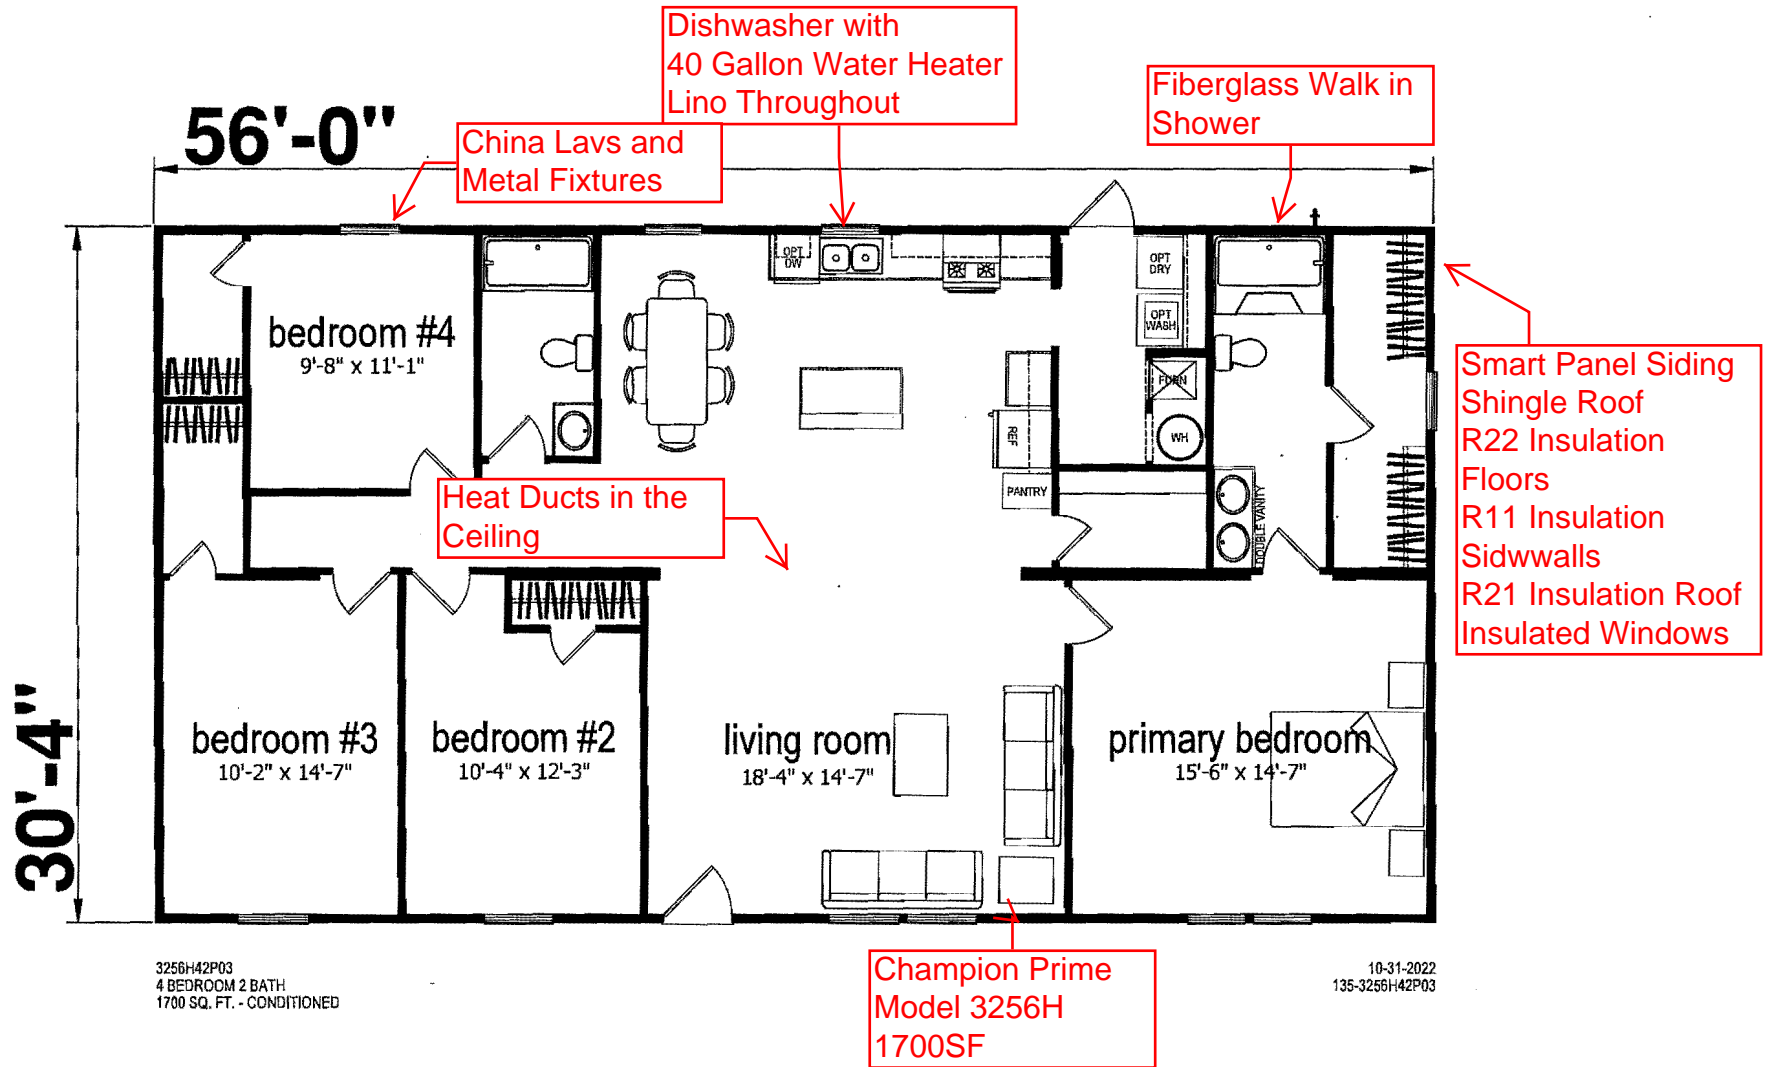 Dishwasher with
40 Gallon Water Heater
Lino Throughout
Fiberglass Walk in
Shower
56'-0"
China Lavs and
Metal Fixtures
OPT
DW
OPT
DRY
OPT
WASH
bedroom #4
9'-8" x 11'-1"
Smart Panel Siding
Shingle Roof
R22 Insulation
Floors
R11 Insulation
Sidwwalls
R21 Insulation Roof
Insulated Windows
FURN
WH
REF
PANTRY
DOUBLE VANITY
Heat Ducts in the
Ceiling
30'-4"
bedroom #3
10'-2" x 14'-7"
bedroom #2
10'-4" x 12'-3"
living room
18'-4" x 14'-7"
primary bedroom
15'-6" x 14'-7"
3256H42P03
4 BEDROOM 2 BATH
1700 SQ. FT. - CONDITIONED
Champion Prime
Model 3256H
1700SF
10-31-2022
135-3256H42P03